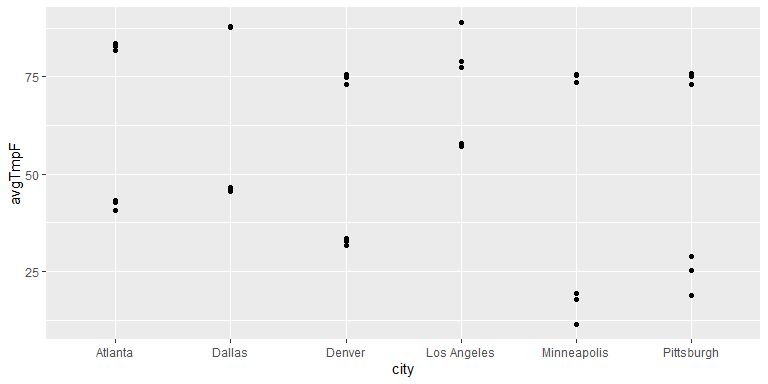 avgTmpF
75
50
25
Atlanta Dallas Denver Los Angeles Minneapolis Pittsburgh
city